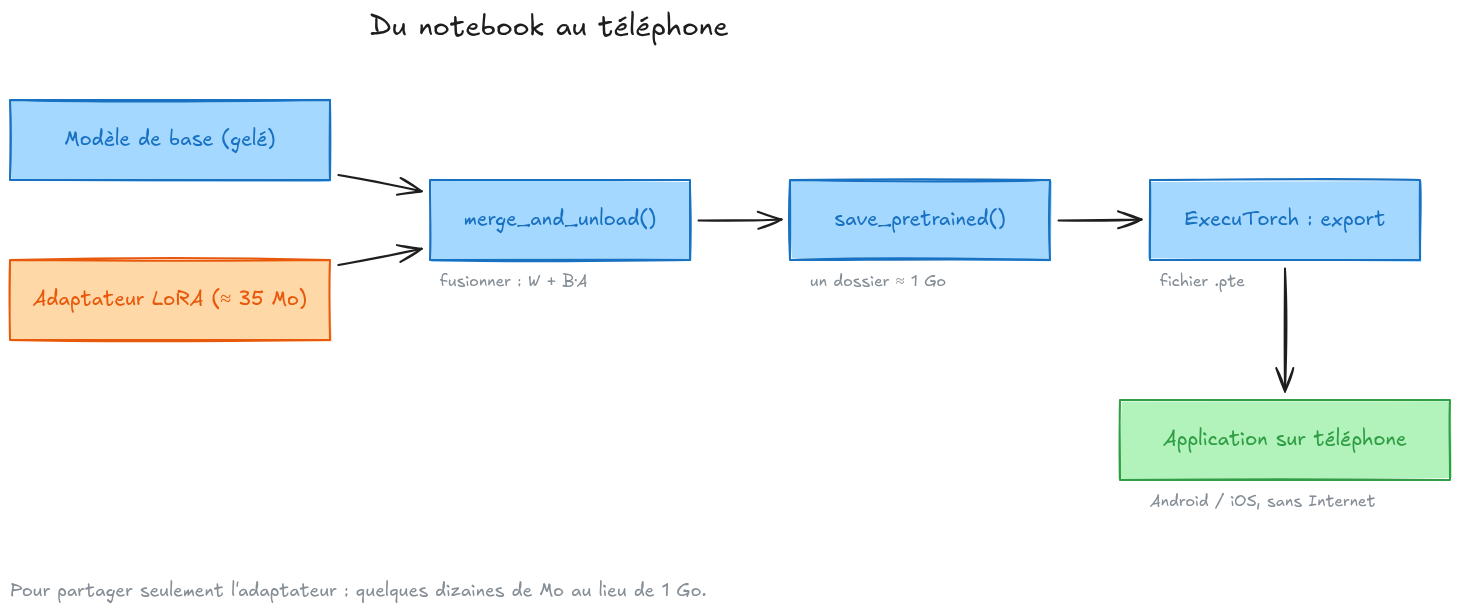 Du notebook au téléphone
Modèle de base (gelé)
Adaptateur LoRA (≈ 35 Mo)
merge_and_unload()
fusionner : W + B·A
save_pretrained()
un dossier ≈ 1 Go
ExecuTorch : export
fichier .pte
Application sur téléphone
Android / iOS, sans Internet
Pour partager seulement l'adaptateur : quelques dizaines de Mo au lieu de 1 Go.